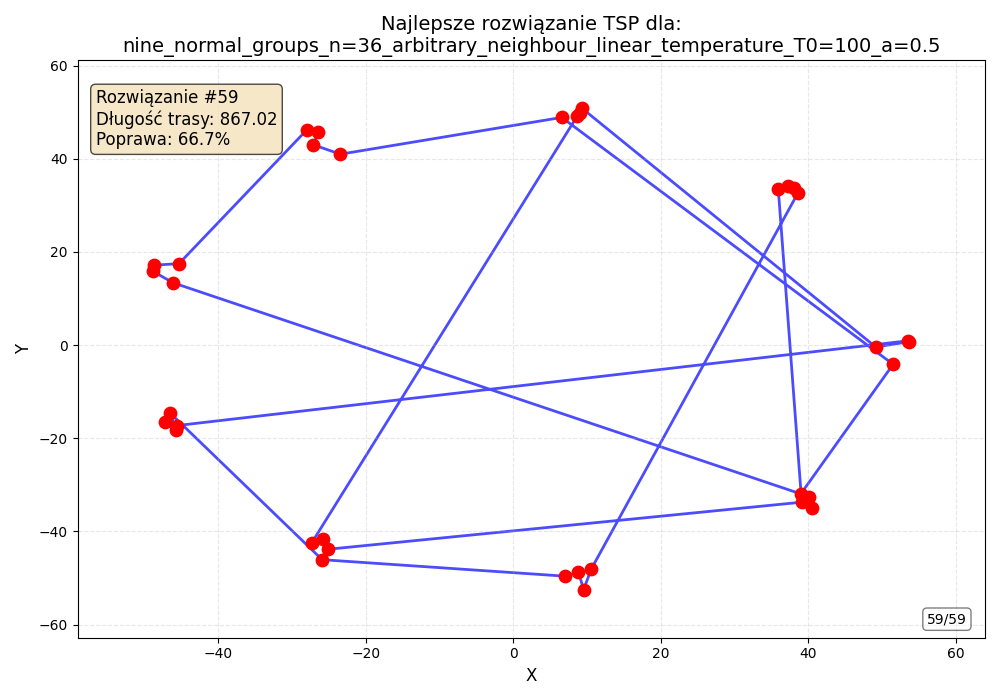 Najlepsze rozwiązanie TSP dla:
nine_normal_groups_n=36_arbitrary_neighbour_linear_temperature_T0=100_a=0.5
Rozwiązanie #59
Długość trasy: 867.02
Poprawa: 66.7%
60
40
20
0
−20
−40
−60
Y
59/59
−40
−20
0
20
40
60
X